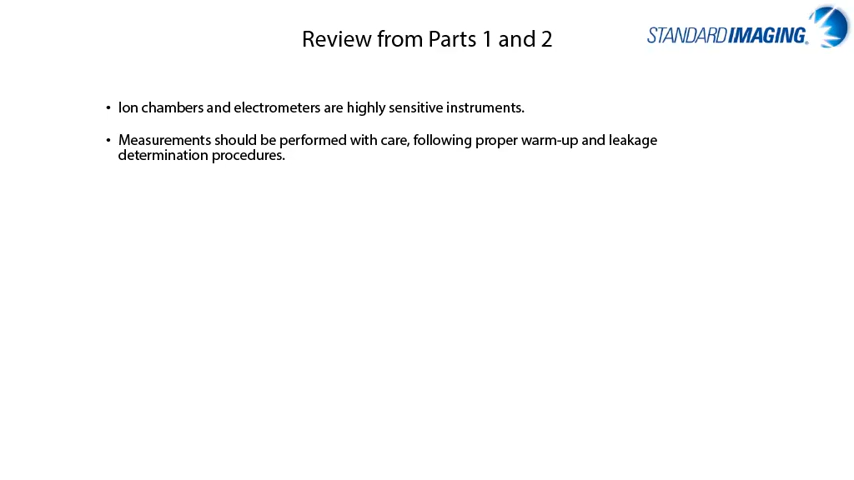 Review from Parts 1 and 2
STANDARD IMAGING®
• Ion chambers and electrometers are highly sensitive instruments.
• Measurements should be performed with care, following proper warm-up and leakage
determination procedures.